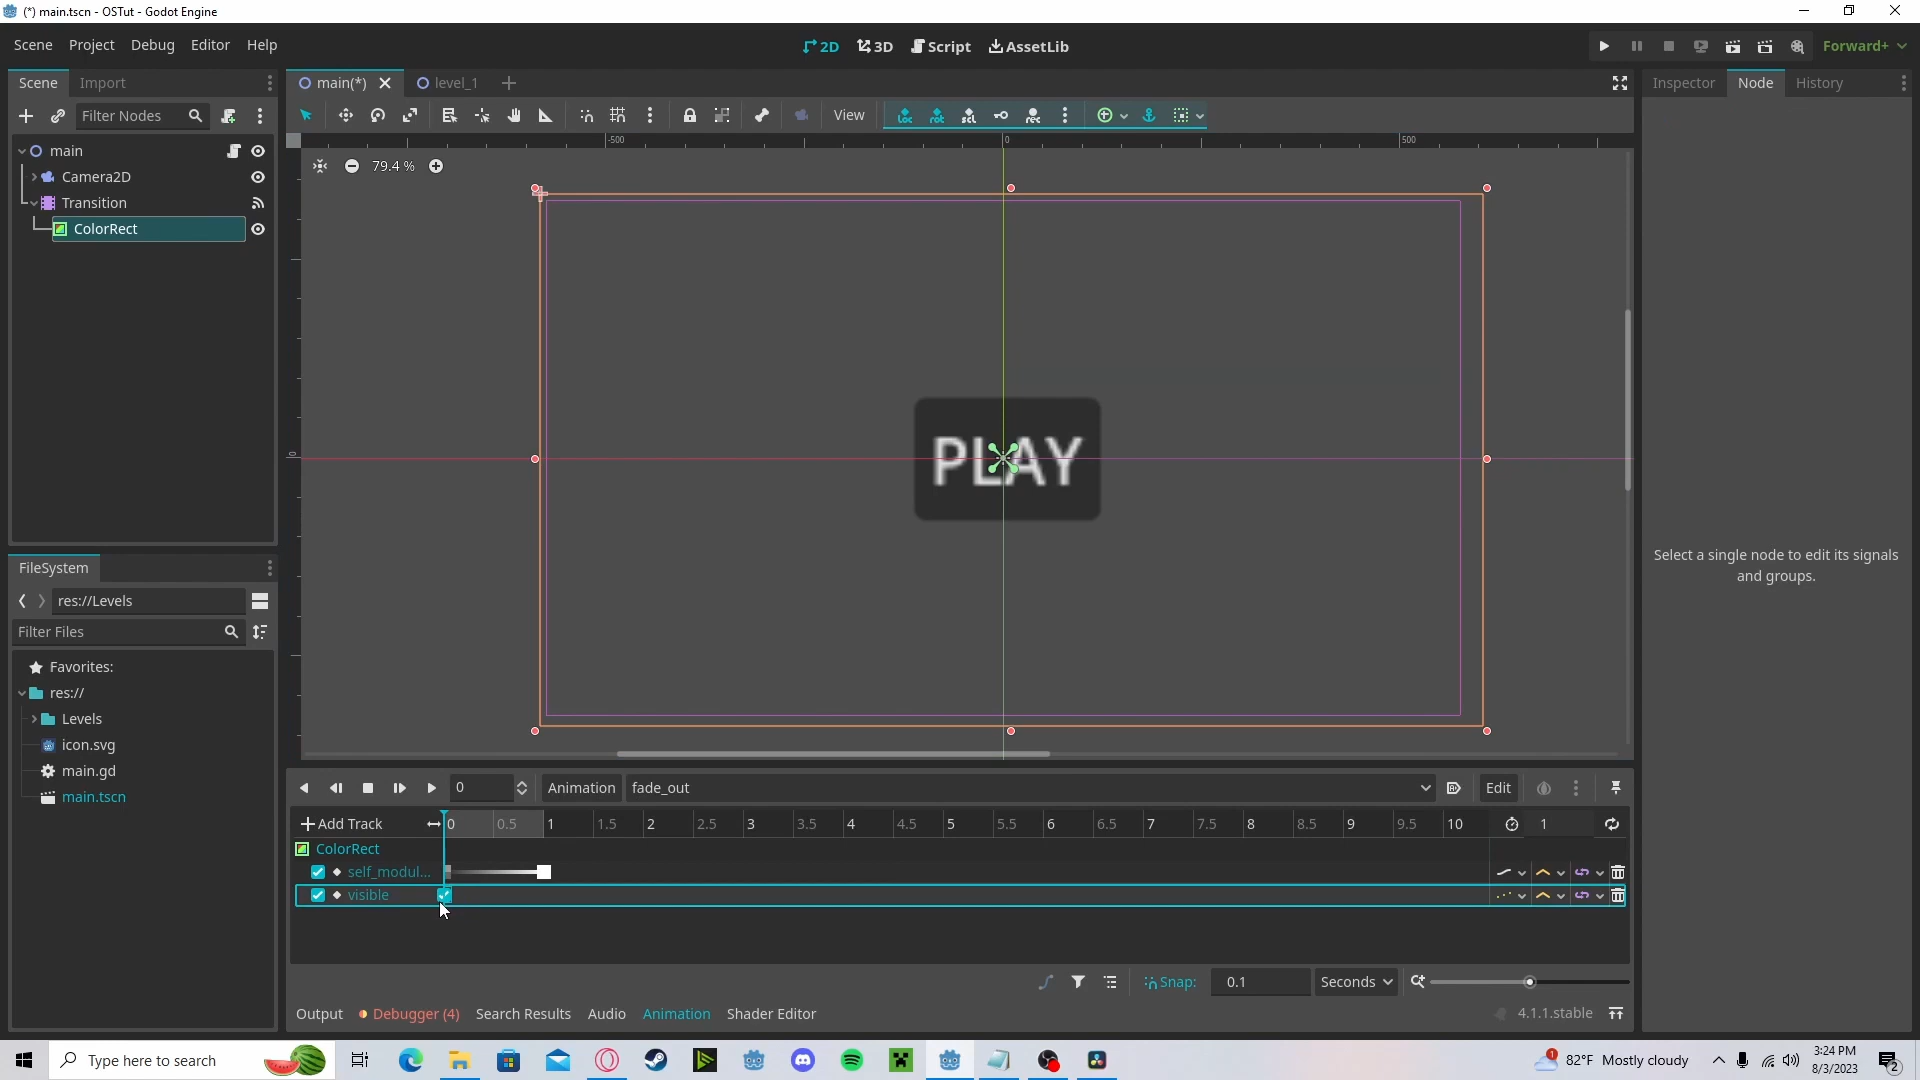 (*) main.tscn - OSTut - Godot Engine
Scene Project Debug Editor Help
2D 3D Script AssetLib
Forward+
Scene Import
main(*) level_1
Inspector Node History
Filter Nodes
View
main
Camera2D
Transition
ColorRect
-500 0 500
79.4 %
0
PLAY
Select a single node to edit its signals
and groups.
FileSystem
res://Levels
Filter Files
Favorites:
res://
Levels
icon.svg
main.gd
main.tscn
0 Animation fade_out Edit
Add Track 0 0.5 1 1.5 2 2.5 3 3.5 4 4.5 5 5.5 6 6.5 7 7.5 8 8.5 9 9.5 10 1
ColorRect
self_modul...
visible
Snap: 0.1 Seconds
Output Debugger (4) Search Results Audio Animation Shader Editor 4.1.1.stable
Type here to search
1 82°F Mostly cloudy
3:24 PM
8/3/2023
2